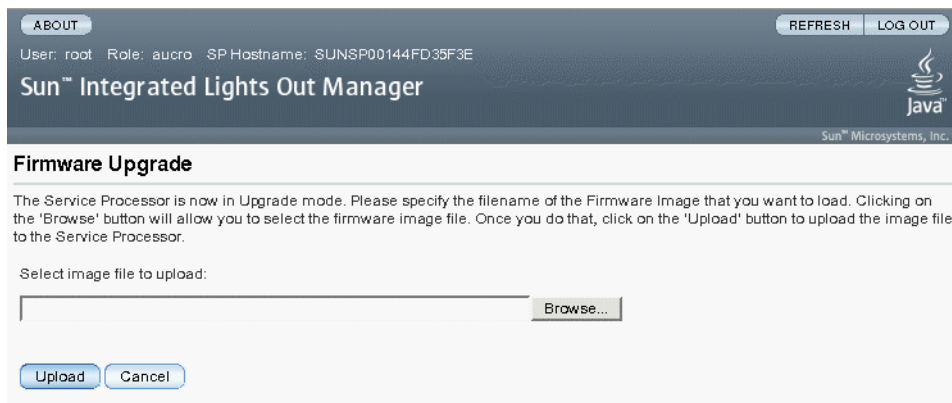 ABOUT
REFRESH
LOG OUT
User: root Role: aucro SP Hostname: SUNSP00144FD35F3E
Sun™ Integrated Lights Out Manager
Java™
Sun™ Microsystems, Inc.
Firmware Upgrade
The Service Processor is now in Upgrade mode. Please specify the filename of the Firmware Image that you want to load. Clicking on
the 'Browse' button will allow you to select the firmware image file. Once you do that, click on the 'Upload' button to upload the image file
to the Service Processor.
Select image file to upload:
Browse...
Upload
Cancel